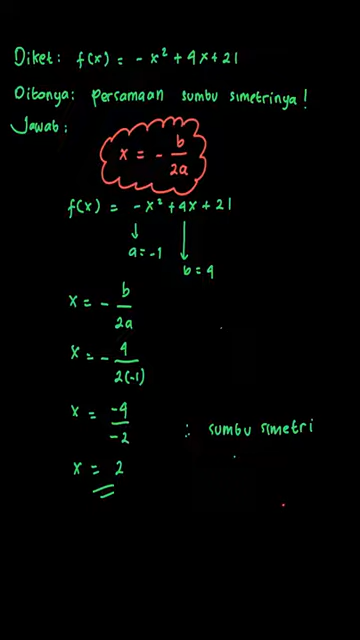 Diket: f(x) = - x² + 4x + 21
Ditanya: persamaan sumbu simetrinya!
Jawab:
x = - b/2a
f(x) = - x² + 4x + 21
a = -1
b = 4
x = - b/2a
x = - 4/2(-1)
x = -4/-2
∴ sumbu simetri
x = 2